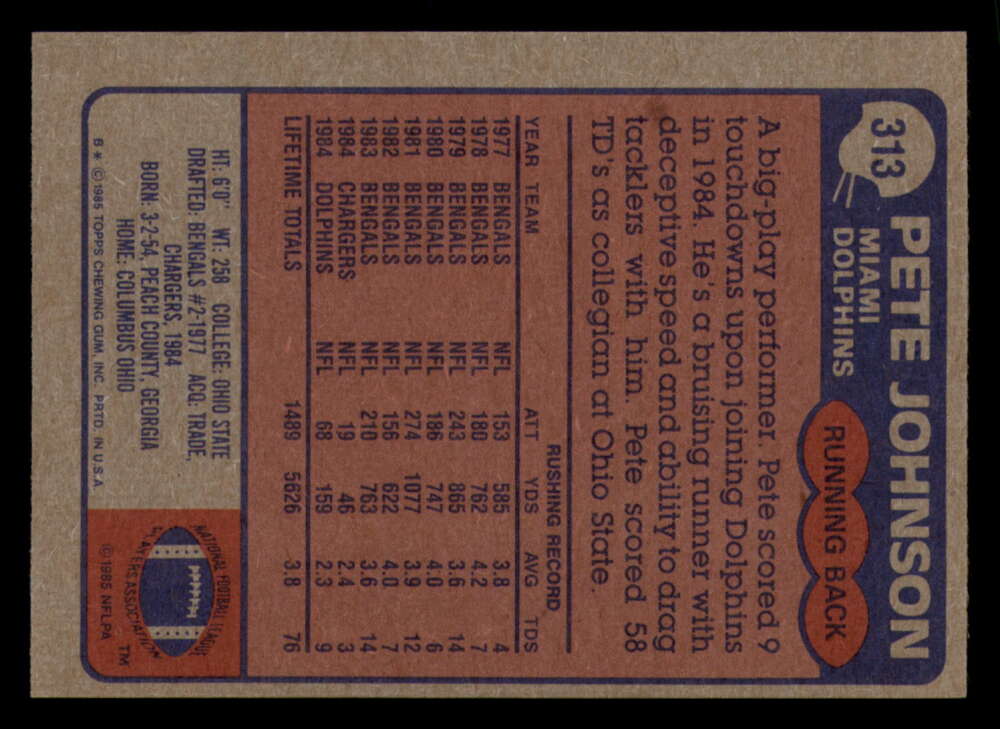 313
PETE JOHNSON
MIAMI
DOLPHINS
RUNNING BACK
A big-play performer. Pete scored 9
touchdowns upon joining Dolphins
in 1984. He's a bruising runner with
deceptive speed and ability to drag
tacklers with him. Pete scored 58
TD's as collegian at Ohio State.
RUSHING RECORD
YEAR TEAM ATT YDS AVG TDS
1977 BENGALS NFL 153 585 3.8 4
1978 BENGALS NFL 180 762 4.2 7
1979 BENGALS NFL 243 865 3.6 14
1980 BENGALS NFL 186 747 4.0 6
1981 BENGALS NFL 274 1077 3.9 12
1982 BENGALS NFL 156 622 4.0 7
1983 BENGALS NFL 210 763 3.6 14
1984 CHARGERS NFL 19 46 2.4 3
1984 DOLPHINS NFL 68 159 2.3 9
LIFETIME TOTALS 1489 5626 3.8 76
HT: 6'0" WT: 258 COLLEGE: OHIO STATE
DRAFTED: BENGALS #2-1977 ACQ: TRADE,
CHARGERS, 1984
BORN: 3-2-54, PEACH COUNTY, GEORGIA
HOME: COLUMBUS OHIO
B* © 1985 TOPPS CHEWING GUM, INC. PRTD. IN U.S.A.
NATIONAL FOOTBALL LEAGUE
PLAYERS ASSOCIATION
TM
© 1985 NFLPA